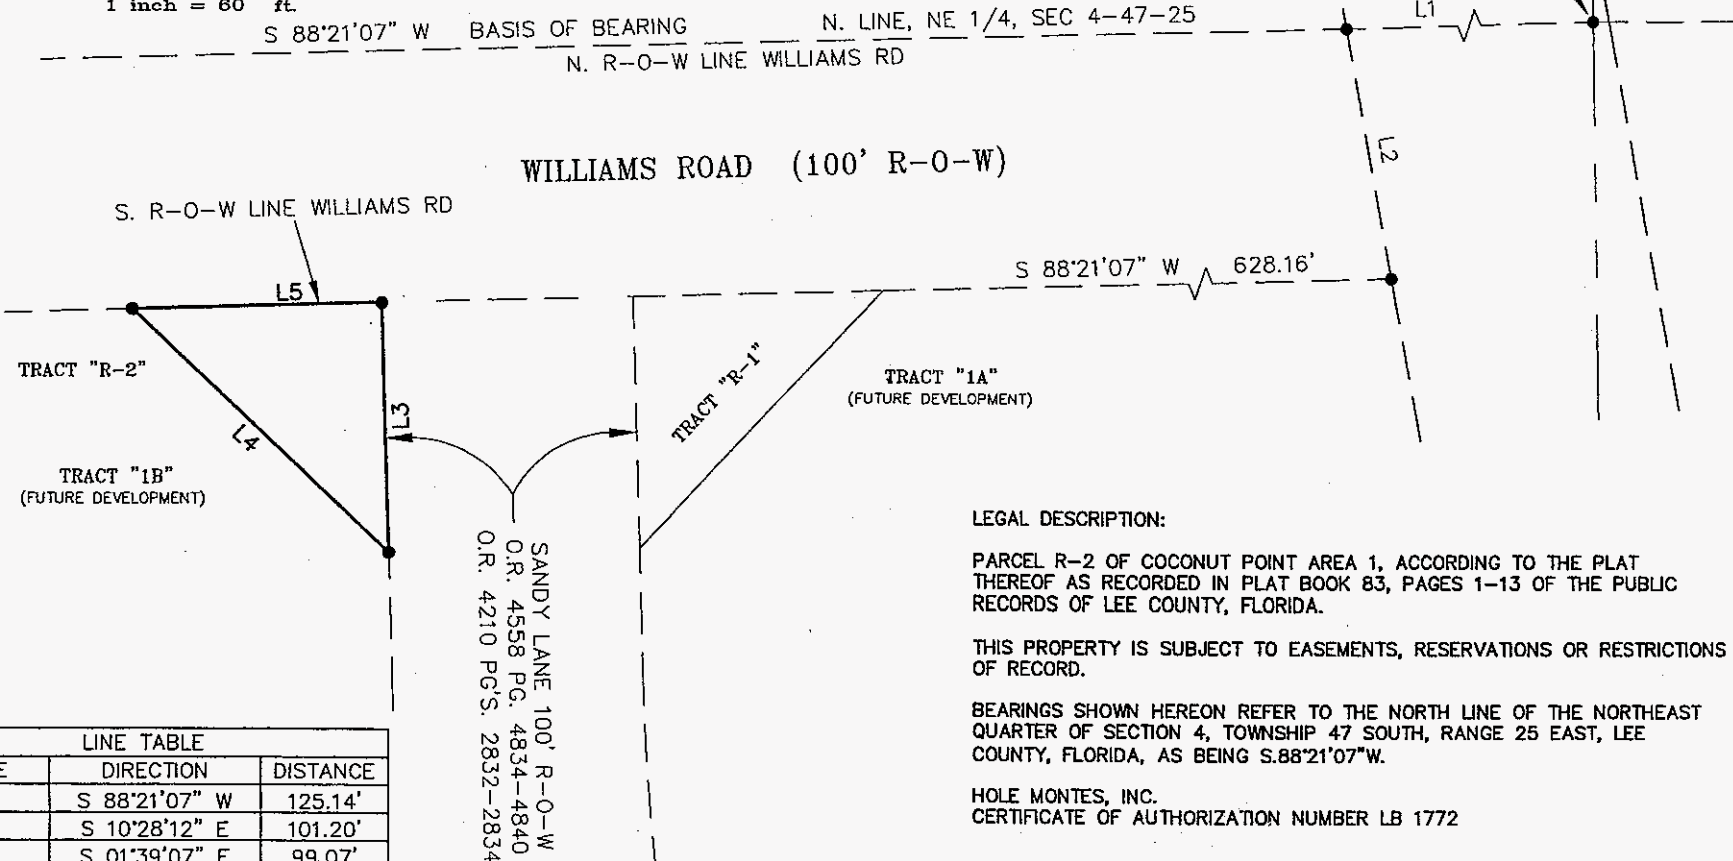 1 inch = 60 ft.
S 88°21'07" W BASIS OF BEARING N. LINE, NE 1/4, SEC 4-47-25
L1
N. R-O-W LINE WILLIAMS RD
L2
WILLIAMS ROAD (100' R-O-W)
S. R-O-W LINE WILLIAMS RD
S 88°21'07" W 628.16'
L5
TRACT "R-2"
TRACT "R-1"
TRACT "1A"
(FUTURE DEVELOPMENT)
L3
L4
TRACT "1B"
(FUTURE DEVELOPMENT)
SANDY LANE 100' R-O-W
O.R. 4558 PG. 4834-4840
O.R. 4210 PG'S. 2832-2834
LEGAL DESCRIPTION:
PARCEL R-2 OF COCONUT POINT AREA 1, ACCORDING TO THE PLAT
THEREOF AS RECORDED IN PLAT BOOK 83, PAGES 1-13 OF THE PUBLIC
RECORDS OF LEE COUNTY, FLORIDA.
THIS PROPERTY IS SUBJECT TO EASEMENTS, RESERVATIONS OR RESTRICTIONS
OF RECORD.
BEARINGS SHOWN HEREON REFER TO THE NORTH LINE OF THE NORTHEAST
QUARTER OF SECTION 4, TOWNSHIP 47 SOUTH, RANGE 25 EAST, LEE
COUNTY, FLORIDA, AS BEING S.88°21'07"W.
HOLE MONTES, INC.
CERTIFICATE OF AUTHORIZATION NUMBER LB 1772
LINE TABLE
DIRECTION DISTANCE
S 88°21'07" W 125.14'
S 10°28'12" E 101.20'
S 01°39'07" E 99.07'